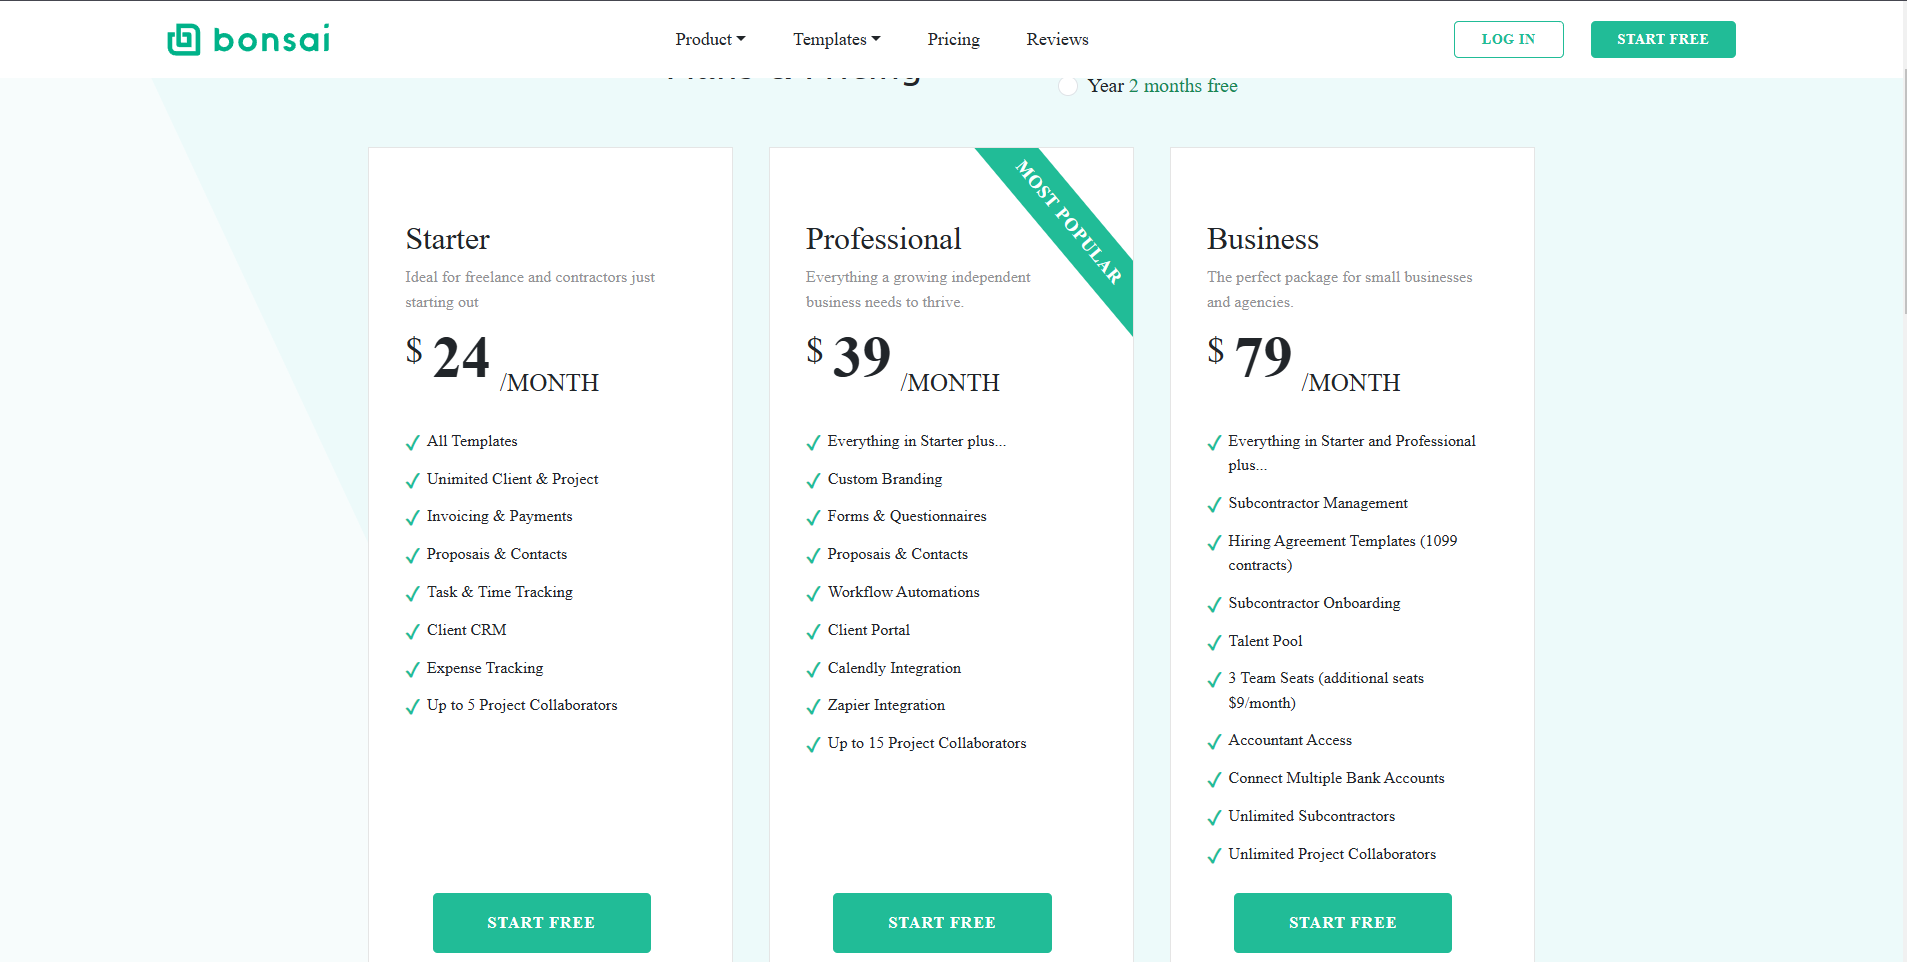 bonsai
Product
Templates
Pricing
Reviews
LOG IN
START FREE
Plans & Pricing
Year 2 months free
Starter
Ideal for freelance and contractors just
starting out
$ 24 /MONTH
All Templates
Unimited Client & Project
Invoicing & Payments
Proposais & Contacts
Task & Time Tracking
Client CRM
Expense Tracking
Up to 5 Project Collaborators
START FREE
MOST POPULAR
Professional
Everything a growing independent
business needs to thrive.
$ 39 /MONTH
Everything in Starter plus...
Custom Branding
Forms & Questionnaires
Proposais & Contacts
Workflow Automations
Client Portal
Calendly Integration
Zapier Integration
Up to 15 Project Collaborators
START FREE
Business
The perfect package for small businesses
and agencies.
$ 79 /MONTH
Everything in Starter and Professional
plus...
Subcontractor Management
Hiring Agreement Templates (1099
contracts)
Subcontractor Onboarding
Talent Pool
3 Team Seats (additional seats
$9/month)
Accountant Access
Connect Multiple Bank Accounts
Unlimited Subcontractors
Unlimited Project Collaborators
START FREE